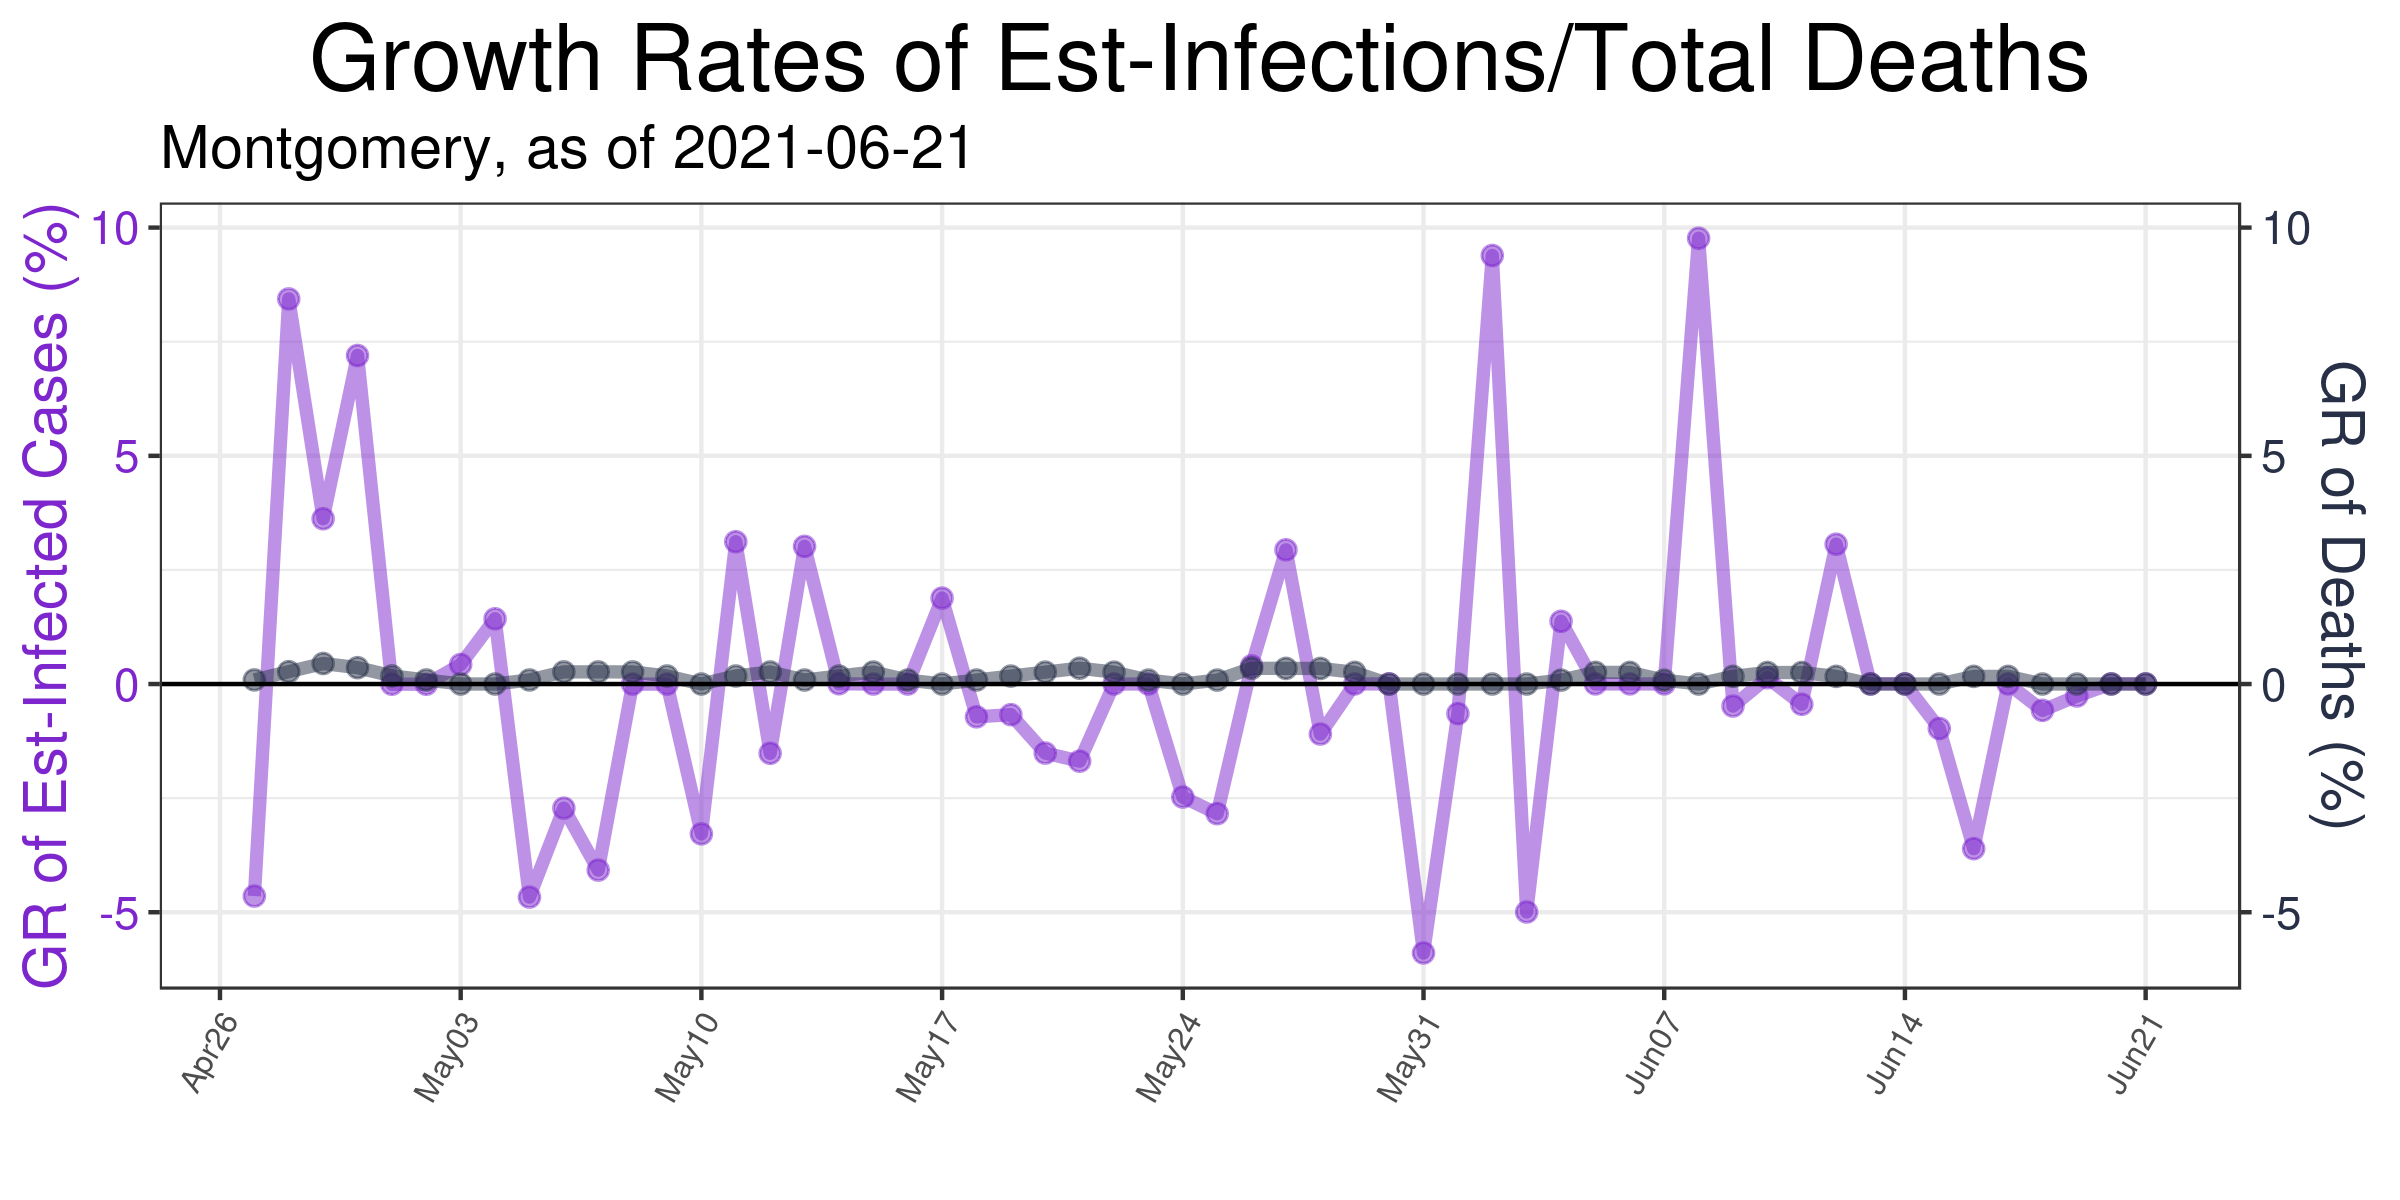 Growth Rates of Est-Infections/Total Deaths
Montgomery, as of 2021-06-21
GR of Est-Infected Cases (%)
10
5
0
-5
10
5
0
-5
GR of Deaths (%)
Apr26
May03
May10
May17
May24
May31
Jun07
Jun14
Jun21